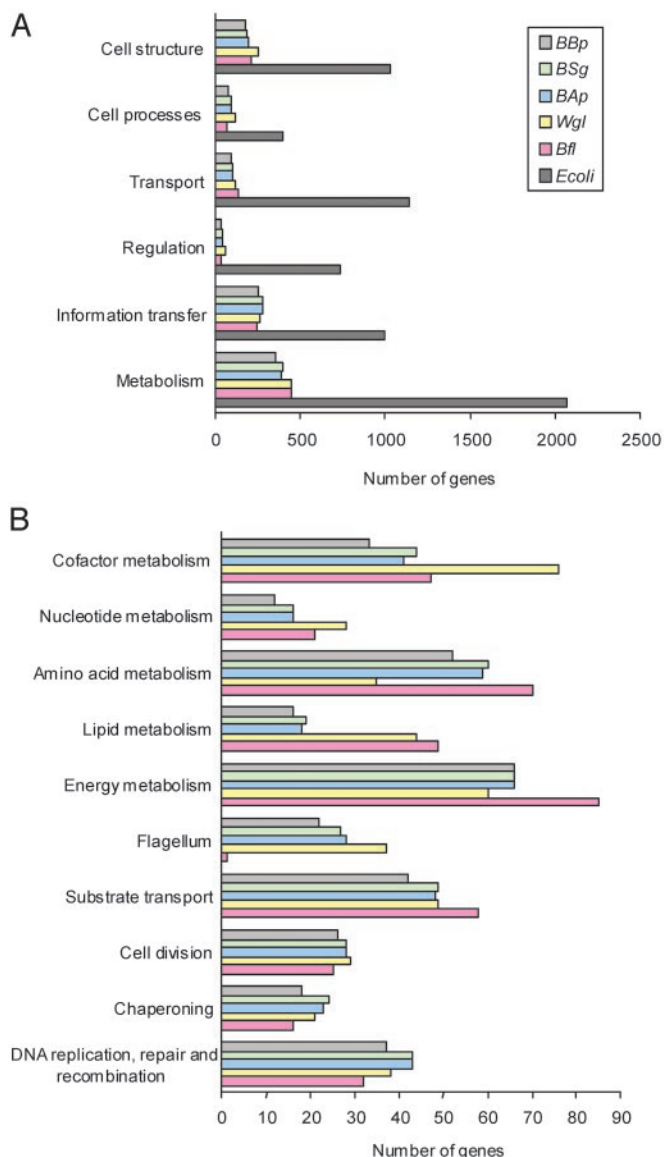 A
Cell structure
Cell processes
Transport
Regulation
Information transfer
Metabolism
BBp
BSg
BAp
Wgl
Bfl
Ecoli
0 500 1000 1500 2000 2500
Number of genes
B
Cofactor metabolism
Nucleotide metabolism
Amino acid metabolism
Lipid metabolism
Energy metabolism
Flagellum
Substrate transport
Cell division
Chaperoning
DNA replication, repair and
recombination
0 10 20 30 40 50 60 70 80 90
Number of genes